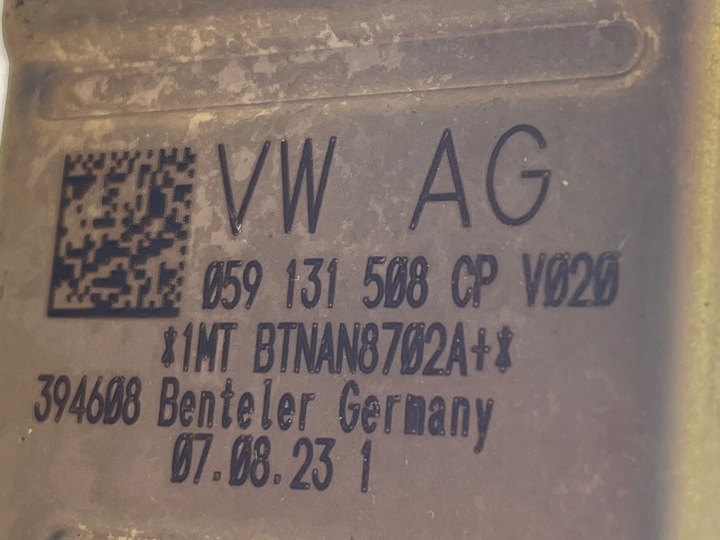 VW AG
059 131 508 CP V020
*1MT BTNAN8702A+*
394608 Benteler Germany
07.08.23 1